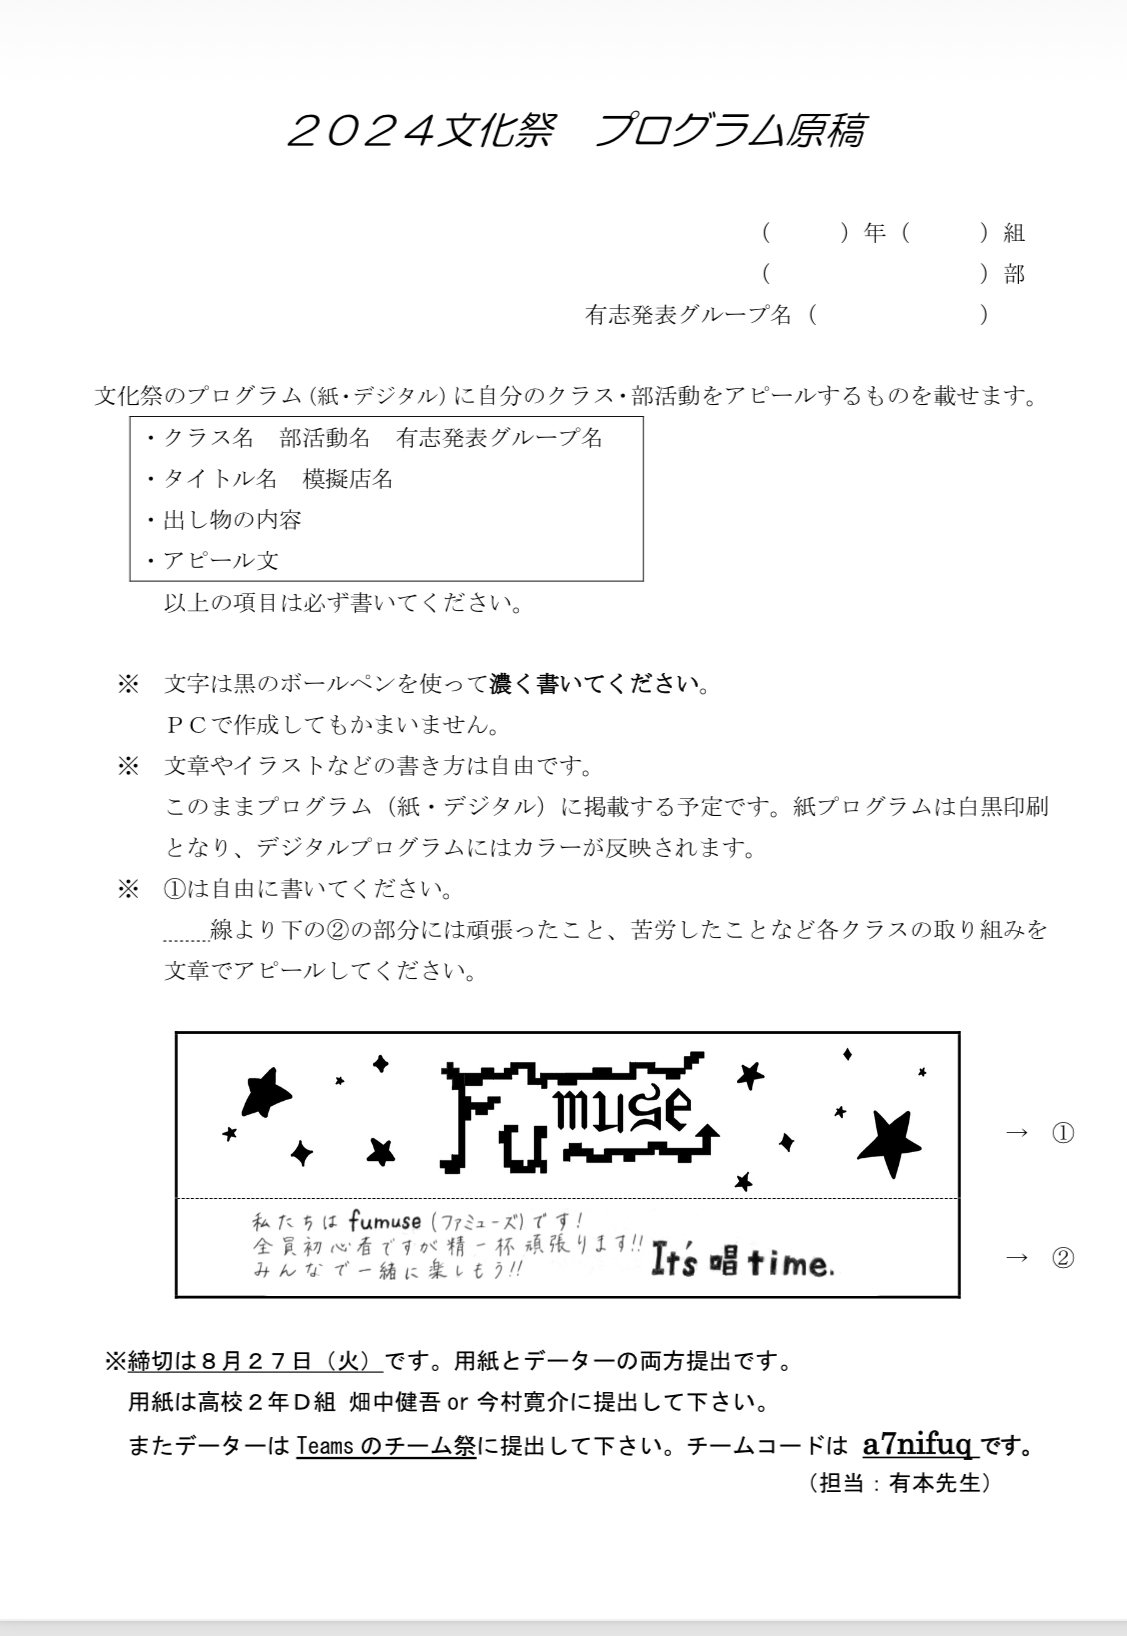 ２０２４文化祭　プログラム原稿
（　　　）年（　　　）組
（　　　　　　　　　）部
有志発表グループ名（　　　　　　　）
文化祭のプログラム（紙・デジタル）に自分のクラス・部活動をアピールするものを載せます。
・クラス名　部活動名　有志発表グループ名
・タイトル名　模擬店名
・出し物の内容
・アピール文
以上の項目は必ず書いてください。
※　文字は黒のボールペンを使って濃く書いてください。
ＰＣで作成してもかまいません。
※　文章やイラストなどの書き方は自由です。
このままプログラム（紙・デジタル）に掲載する予定です。紙プログラムは白黒印刷
となり、デジタルプログラムにはカラーが反映されます。
※　①は自由に書いてください。
......線より下の②の部分には頑張ったこと、苦労したことなど各クラスの取り組みを
文章でアピールしてください。
Fumuse
→　①
私たちは fumuse (ファミューズ)です!
全員初心者ですが精一杯頑張ります!!
みんなで一緒に楽しもう!!
It's 唱 time.
→　②
※締切は８月２７日（火）です。用紙とデーターの両方提出です。
用紙は高校２年Ｄ組 畑中健吾 or 今村寛介に提出して下さい。
またデーターは Teams のチーム祭に提出して下さい。チームコードは a7nifuq です。
（担当：有本先生）